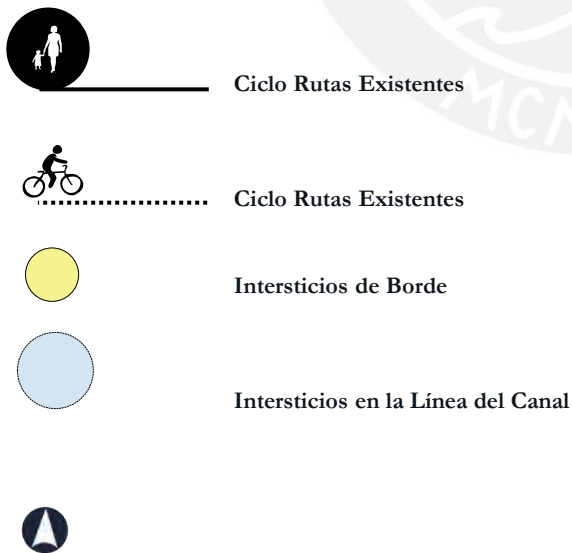 Ciclo Rutas Existentes
Ciclo Rutas Existentes
Intersticios de Borde
Intersticios en la Línea del Canal